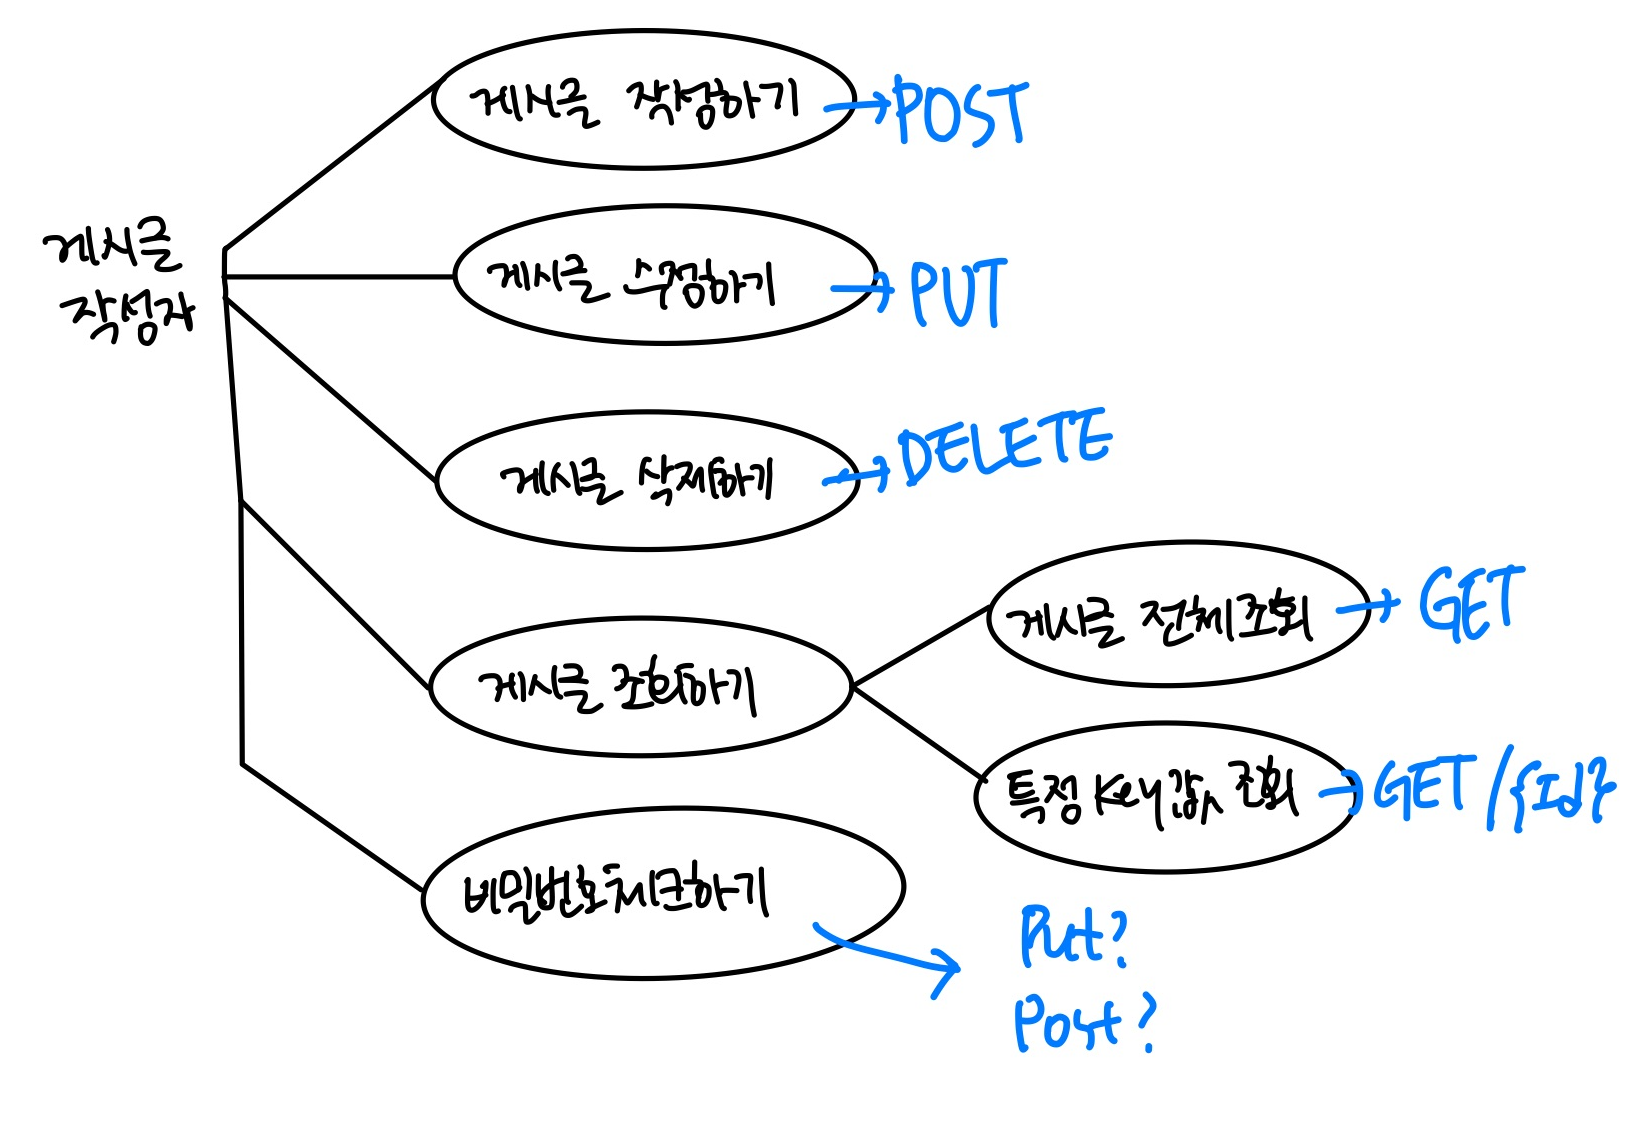 게시글
작성자
게시글 작성하기
POST
게시글 수정하기
PUT
게시글 삭제하기
DELETE
게시글 조회하기
게시글 전체조회
GET
특정 Key값 조회
GET /{Id}
비밀번호체크하기
Put?
Post?